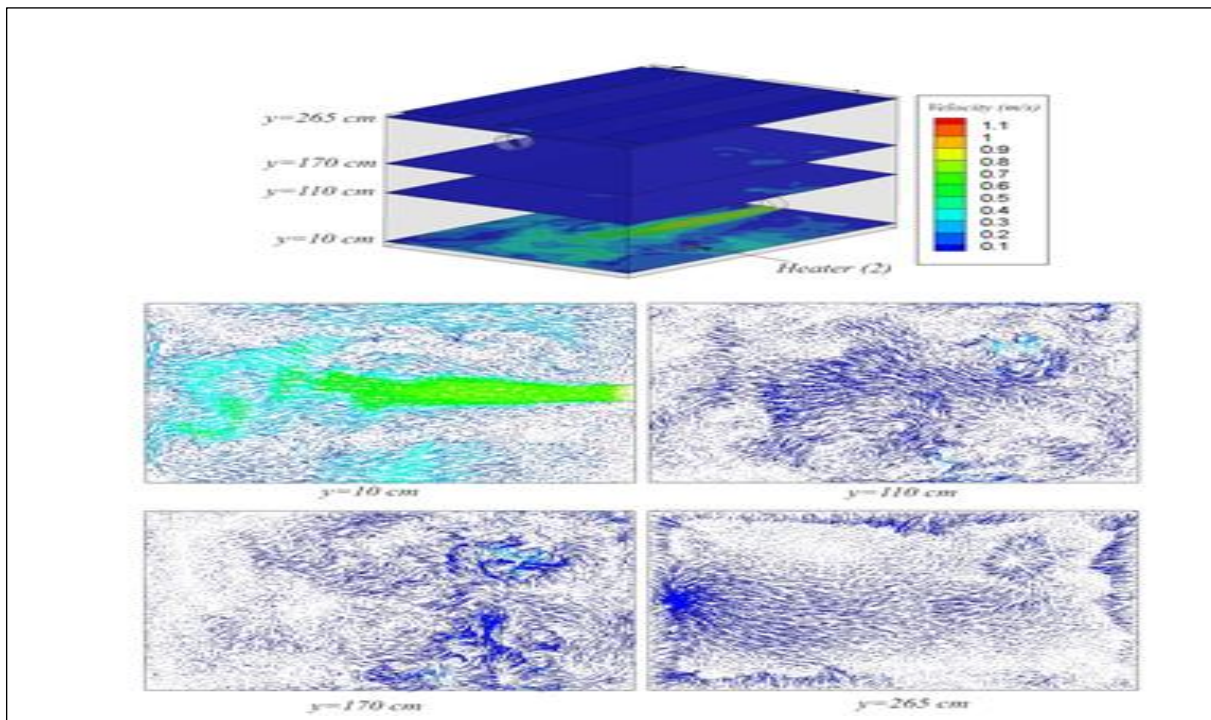 Velocity (m/s)
1.1
1
0.9
0.8
0.7
0.6
0.5
0.4
0.3
0.2
0.1
y=265 cm
y=170 cm
y=110 cm
y=10 cm
Heater (2)
y=10 cm
y=110 cm
y=170 cm
y=265 cm